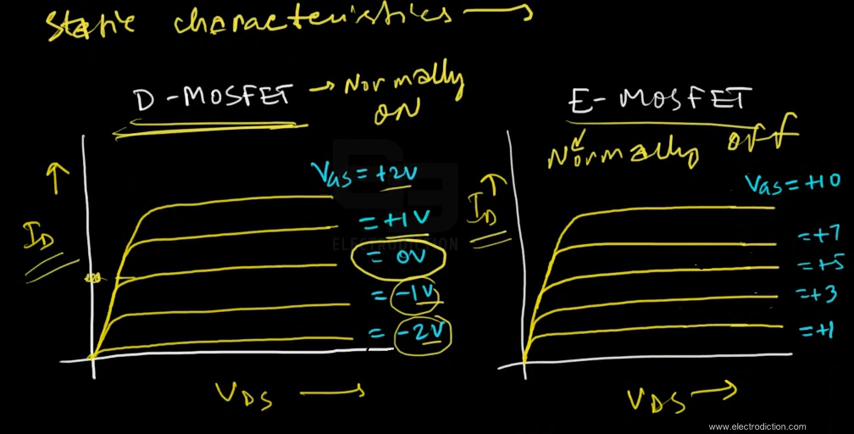 Static characteristics →
D-MOSFET → Normally ON
E-MOSFET
Normally off
ID
VGS = +2V
= +1V
= 0V
= -1V
= -2V
VDS →
ID
VGS = +10
= +7
= +5
= +3
= +1
VDS →
ELECTRODICTION
www.electrodiction.com